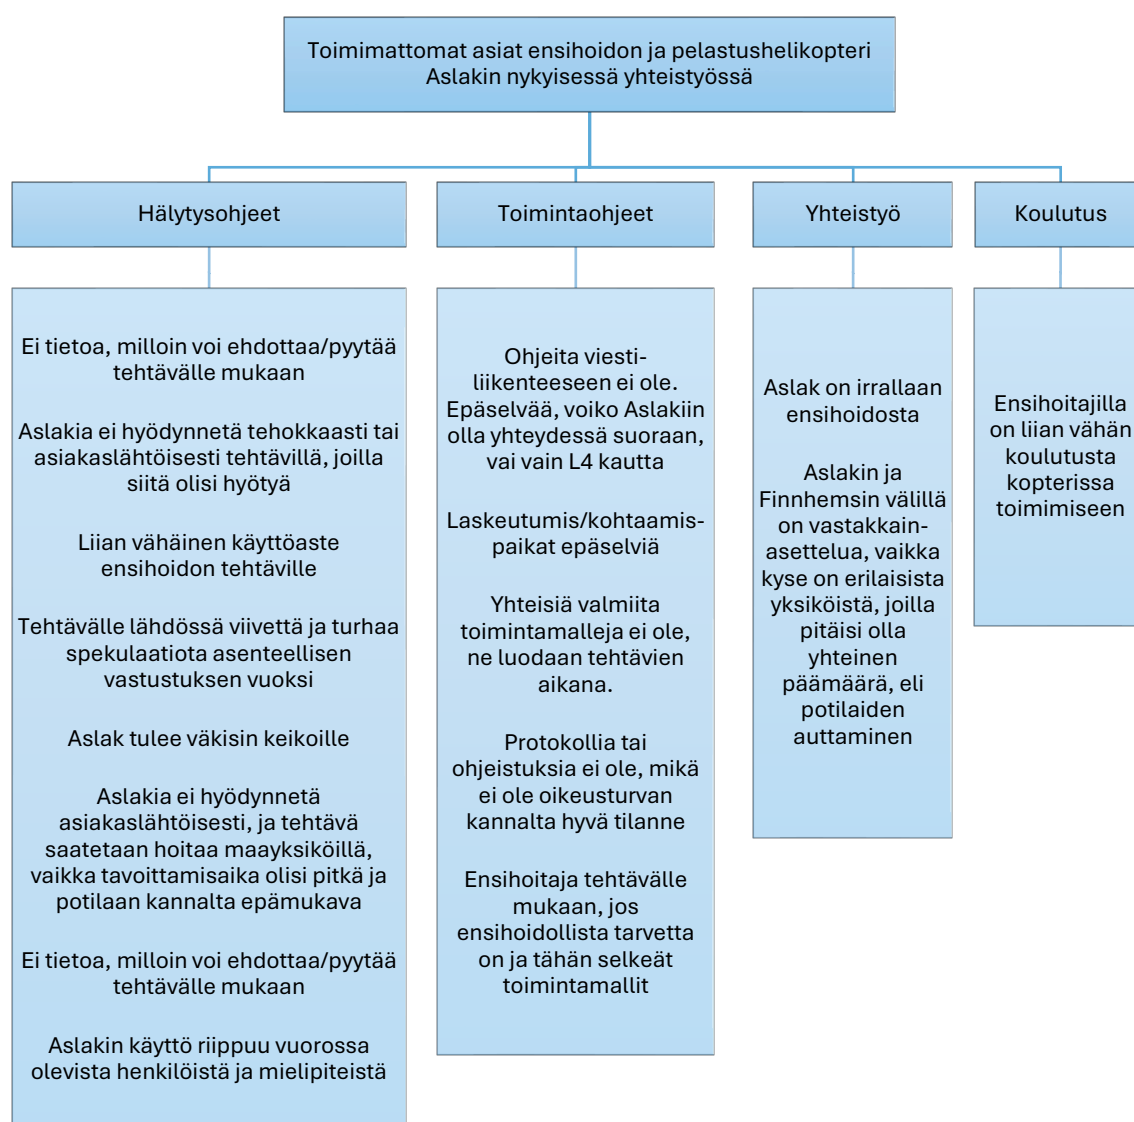 Toimimattomat asiat ensihoidon ja pelastushelikopteri
Aslakin nykyisessä yhteistyössä
Hälytysohjeet
Ei tietoa, milloin voi ehdottaa/pyytää
tehtävälle mukaan
Aslakia ei hyödynnetä tehokkaasti tai
asiakaslähtöisesti tehtävillä, joilla
siitä olisi hyötyä
Liian vähäinen käyttöaste
ensihoidon tehtäville
Tehtävälle lähdössä viivettä ja turhaa
spekulaatiota asenteellisen
vastustuksen vuoksi
Aslak tulee väkisin keikoille
Aslakia ei hyödynnetä
asiakaslähtöisesti, ja tehtävä
saatetaan hoitaa maayksiköillä,
vaikka tavoittamisaika olisi pitkä ja
potilaan kannalta epämukava
Ei tietoa, milloin voi ehdottaa/pyytää
tehtävälle mukaan
Aslakin käyttö riippuu vuorossa
olevista henkilöistä ja mielipiteistä
Toimintaohjeet
Ohjeita viesti-
liikenteeseen ei ole.
Epäselvää, voiko Aslakiin
olla yhteydessä suoraan,
vai vain L4 kautta
Laskeutumis/kohtaamis-
paikat epäselviä
Yhteisiä valmiita
toimintamalleja ei ole,
ne luodaan tehtävien
aikana.
Protokollia tai
ohjeistuksia ei ole, mikä
ei ole oikeusturvan
kannalta hyvä tilanne
Ensihoitaja tehtävälle
mukaan, jos
ensihoidollista tarvetta
on ja tähän selkeät
toimintamallit
Yhteistyö
Aslak on irrallaan
ensihoidosta
Aslakin ja
Finnhemsin välillä
on vastakkain-
asettelua, vaikka
kyse on erilaisista
yksiköistä, joilla
pitäisi olla
yhteinen
päämäärä, eli
potilaiden
auttaminen
Koulutus
Ensihoitajilla
on liian vähän
koulutusta
kopterissa
toimimiseen